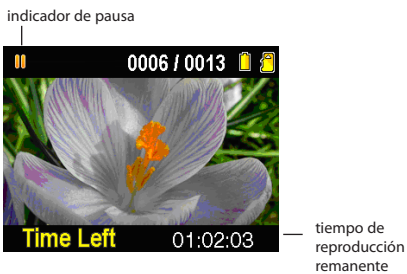 indicador de pausa
0006 / 0013
Time Left 01:02:03
tiempo de
reproducción
remanente